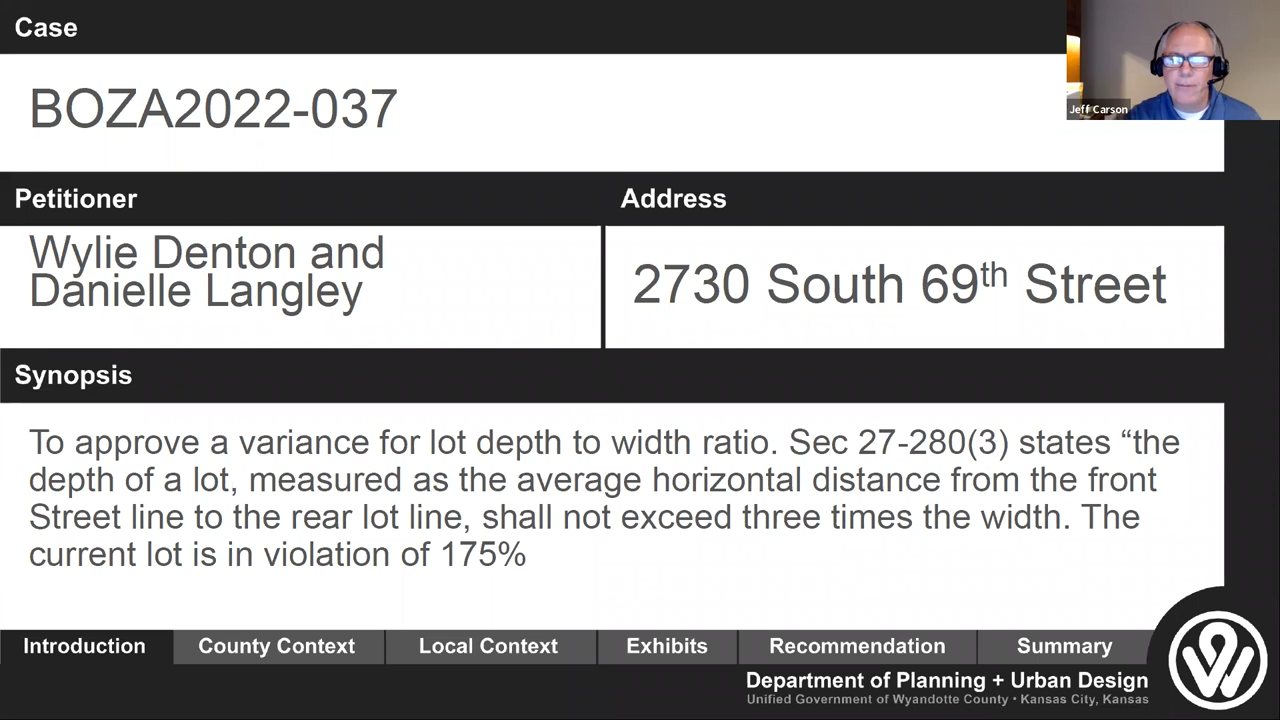 Case
Jeff Carson
BOZA2022-037
Petitioner
Address
Wylie Denton and
Danielle Langley
2730 South 69th Street
Synopsis
To approve a variance for lot depth to width ratio. Sec 27-280(3) states “the
depth of a lot, measured as the average horizontal distance from the front
Street line to the rear lot line, shall not exceed three times the width. The
current lot is in violation of 175%
Introduction
County Context
Local Context
Exhibits
Recommendation
Summary
Department of Planning + Urban Design
Unified Government of Wyandotte County • Kansas City, Kansas